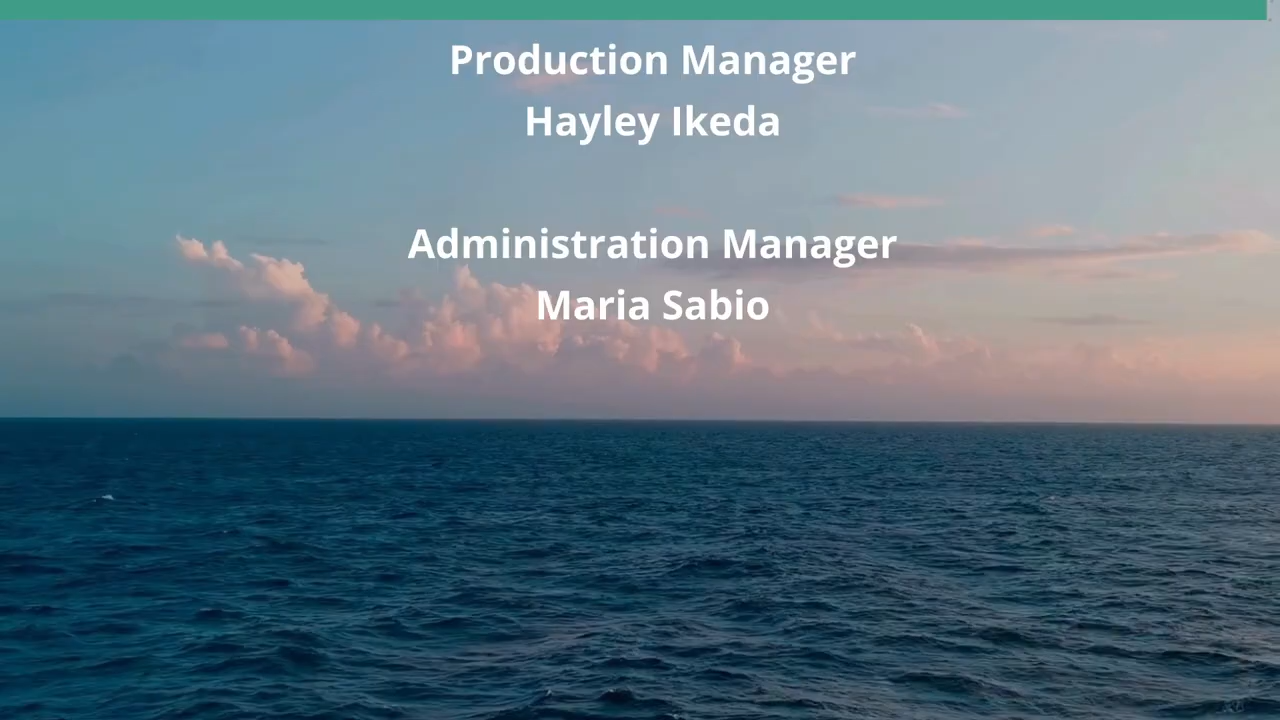 Production Manager
Hayley Ikeda
Administration Manager
Maria Sabio